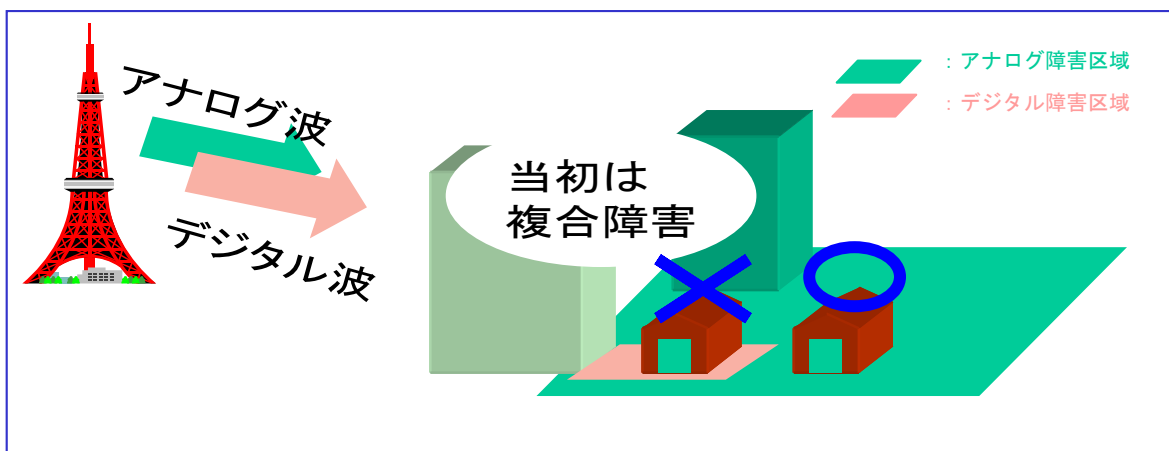 アナログ波
デジタル波
当初は
複合障害
：アナログ障害区域
：デジタル障害区域